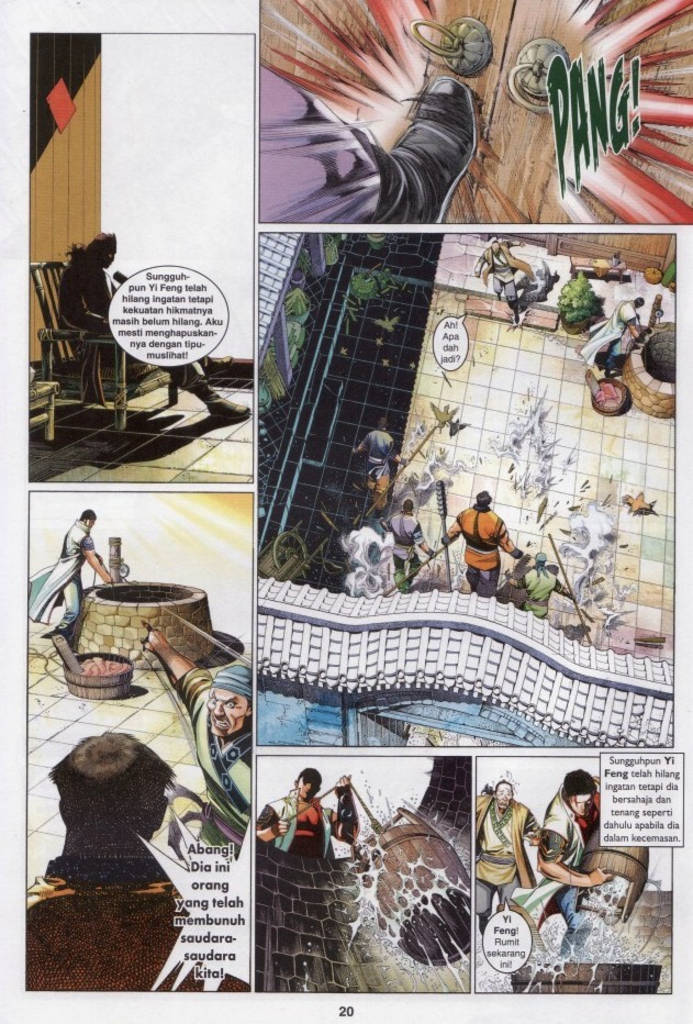 Sungguh-
pun Yi Feng telah
hilang ingatan tetapi
kekuatan hikmatnya
masih belum hilang. Aku
mesti menghapuskan-
nya dengan tipu-
muslihat!
PANG!
Ah!
Apa
dah
jadi?
Abang!
Dia ini
orang
yang telah
membunuh
saudara-
saudara
kita!
Sungguhpun Yi
Feng telah hilang
ingatan tetapi dia
bersahaja dan
tenang seperti
dahulu apabila dia
dalam kecemasan.
Yi
Feng! Rumit
sekarang
ini!
20